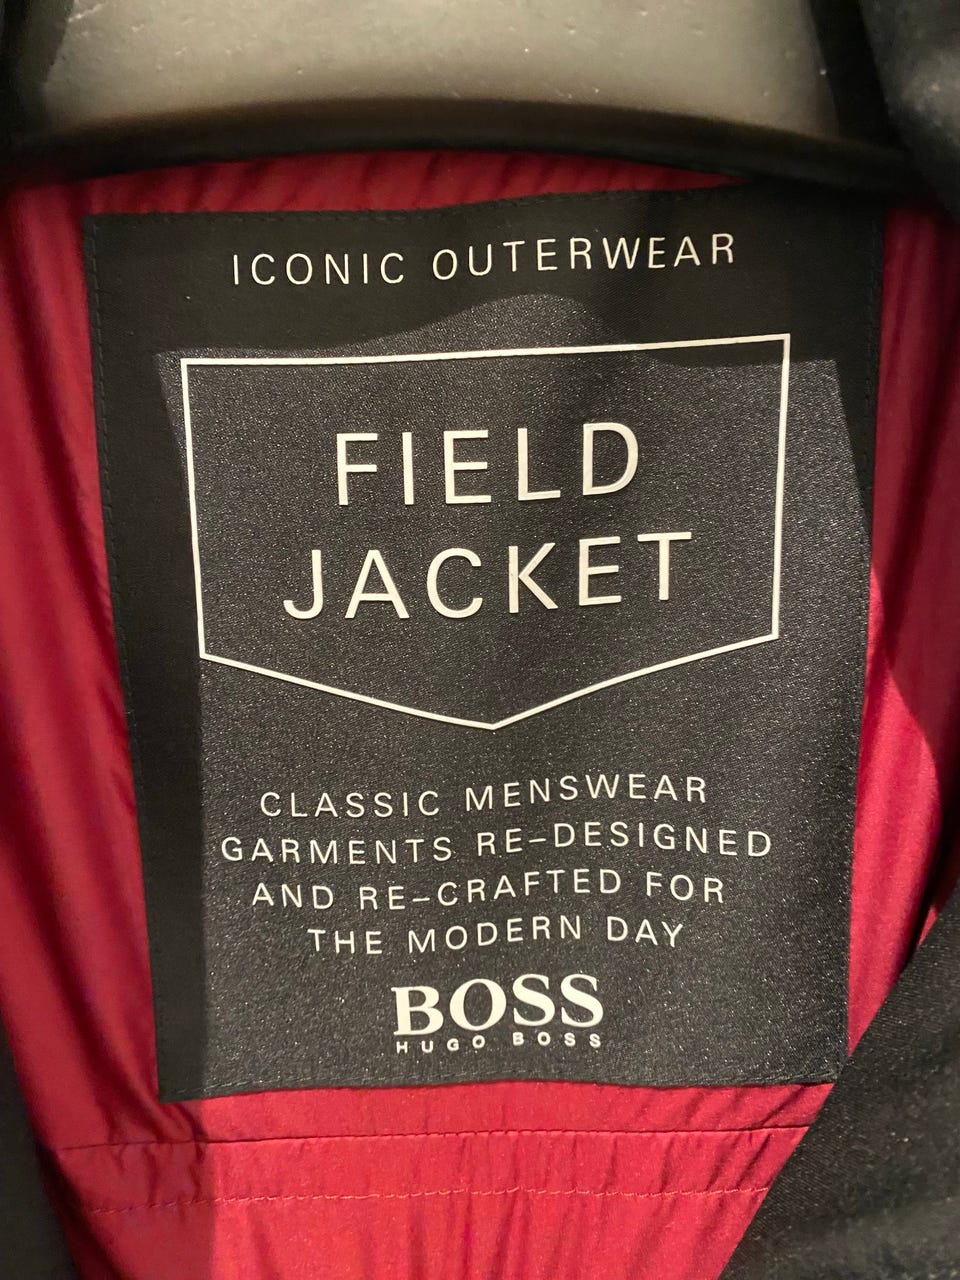 ICONIC OUTERWEAR
FIELD
JACKET
CLASSIC MENSWEAR
GARMENTS RE-DESIGNED
AND RE-CRAFTED FOR
THE MODERN DAY
BOSS
HUGO BOSS